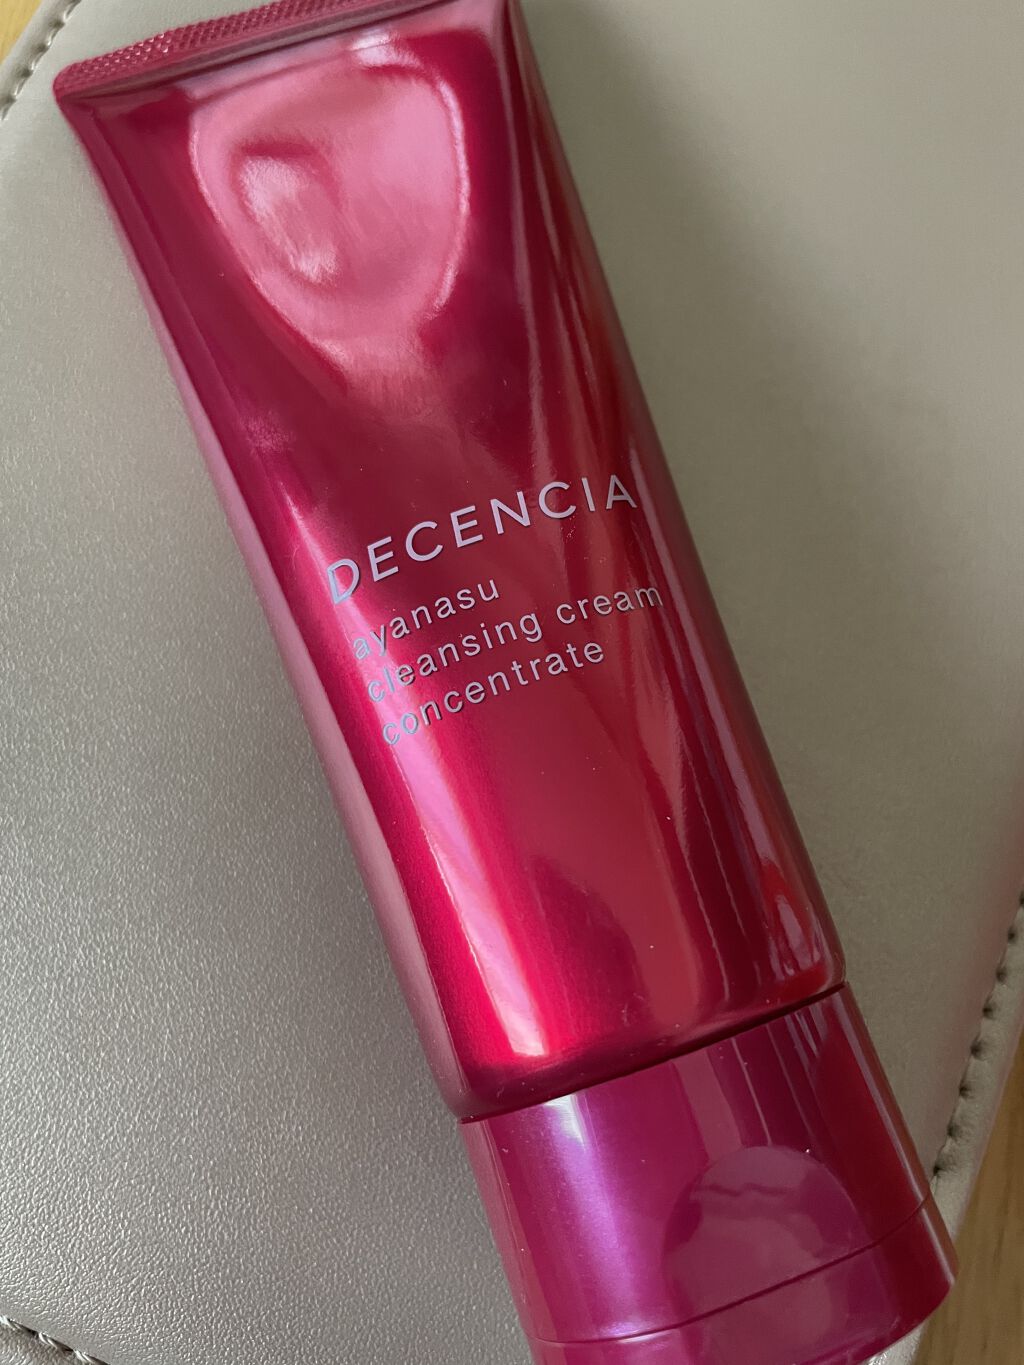 DECENCIA
ayanasu
cleansing cream
concentrate